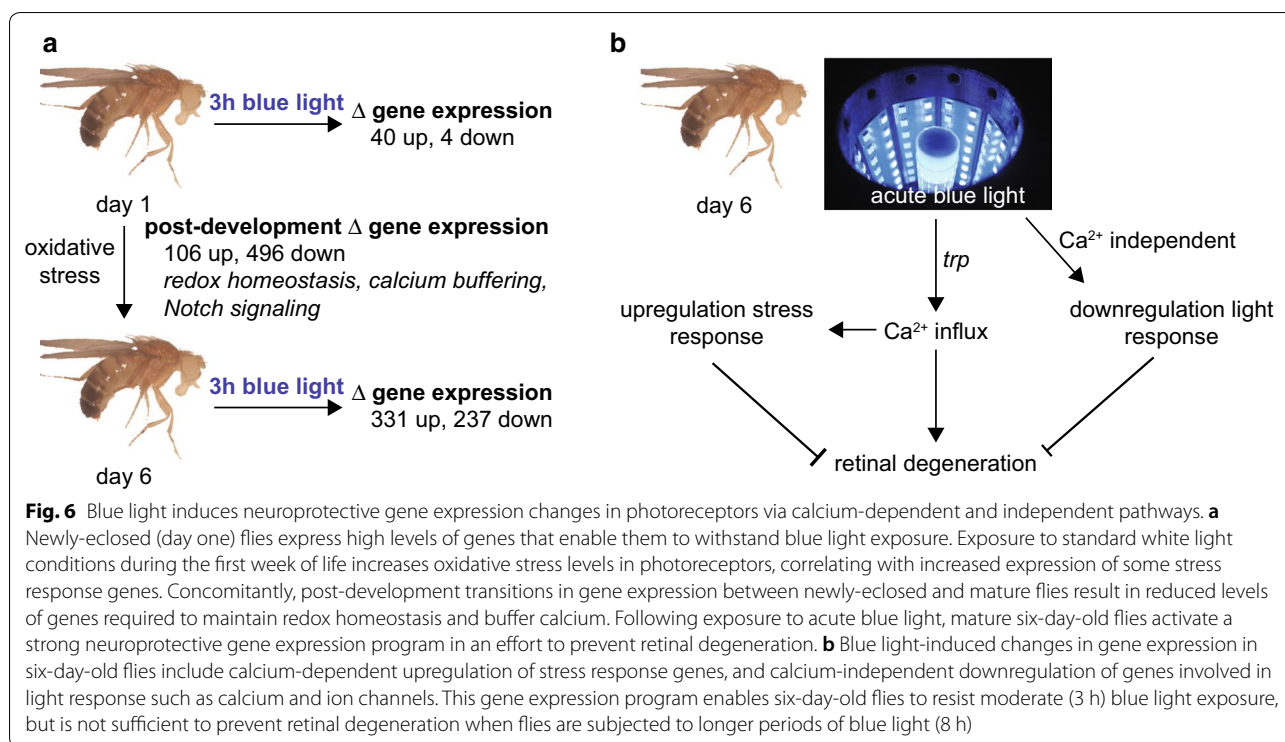 a
3h blue light
Δ gene expression
40 up, 4 down
day 1
oxidative
stress
post-development Δ gene expression
106 up, 496 down
redox homeostasis, calcium buffering,
Notch signaling
3h blue light
Δ gene expression
331 up, 237 down
day 6
b
day 6
acute blue light
trp
Ca²⁺ independent
upregulation stress
response
Ca²⁺ influx
downregulation light
response
retinal degeneration
Fig. 6 Blue light induces neuroprotective gene expression changes in photoreceptors via calcium-dependent and independent pathways. a
Newly-eclosed (day one) flies express high levels of genes that enable them to withstand blue light exposure. Exposure to standard white light
conditions during the first week of life increases oxidative stress levels in photoreceptors, correlating with increased expression of some stress
response genes. Concomitantly, post-development transitions in gene expression between newly-eclosed and mature flies result in reduced levels
of genes required to maintain redox homeostasis and buffer calcium. Following exposure to acute blue light, mature six-day-old flies activate a
strong neuroprotective gene expression program in an effort to prevent retinal degeneration. b Blue light-induced changes in gene expression in
six-day-old flies include calcium-dependent upregulation of stress response genes, and calcium-independent downregulation of genes involved in
light response such as calcium and ion channels. This gene expression program enables six-day-old flies to resist moderate (3 h) blue light exposure,
but is not sufficient to prevent retinal degeneration when flies are subjected to longer periods of blue light (8 h)